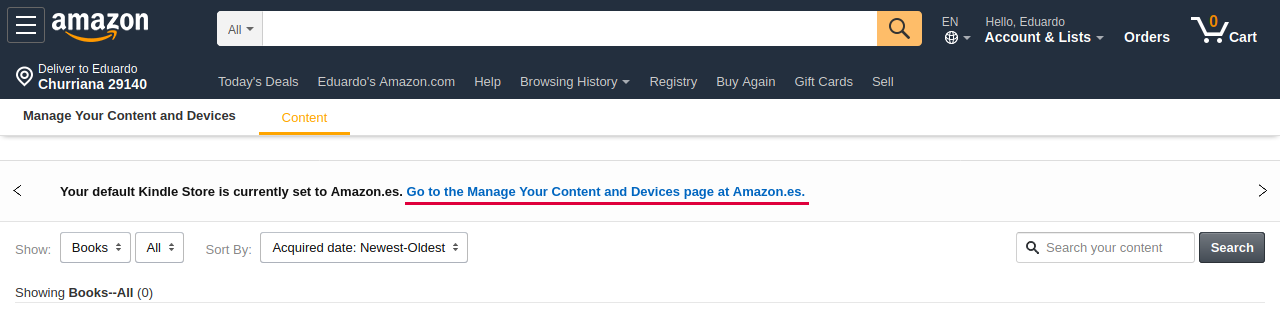 amazon
All
EN
Hello, Eduardo
Account & Lists
Orders
0
Cart
Deliver to Eduardo
Churriana 29140
Today's Deals Eduardo's Amazon.com Help Browsing History Registry Buy Again Gift Cards Sell
Manage Your Content and Devices Content
Your default Kindle Store is currently set to Amazon.es. Go to the Manage Your Content and Devices page at Amazon.es.
Show: Books All Sort By: Acquired date: Newest-Oldest Search your content Search
Showing Books--All (0)